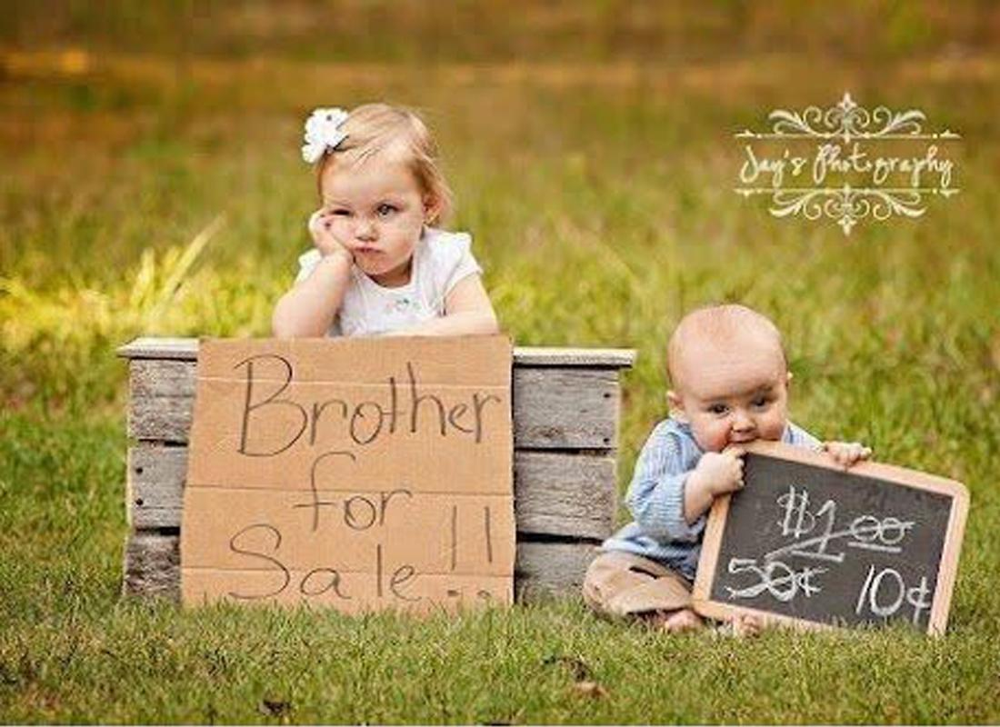 Jay's Photography
Brother
for
Sale!!
$1.00
50¢ 10¢